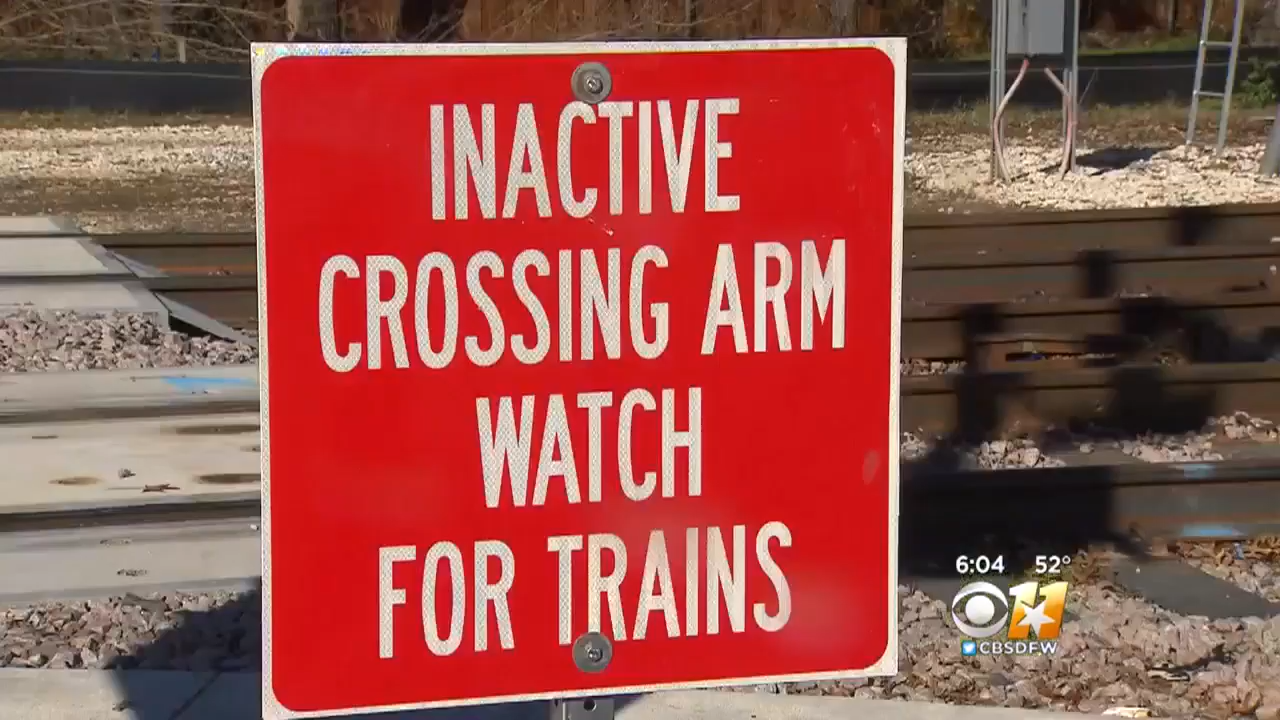 INACTIVE
CROSSING ARM
WATCH
FOR TRAINS
6:04 52°
11
CBSDFW